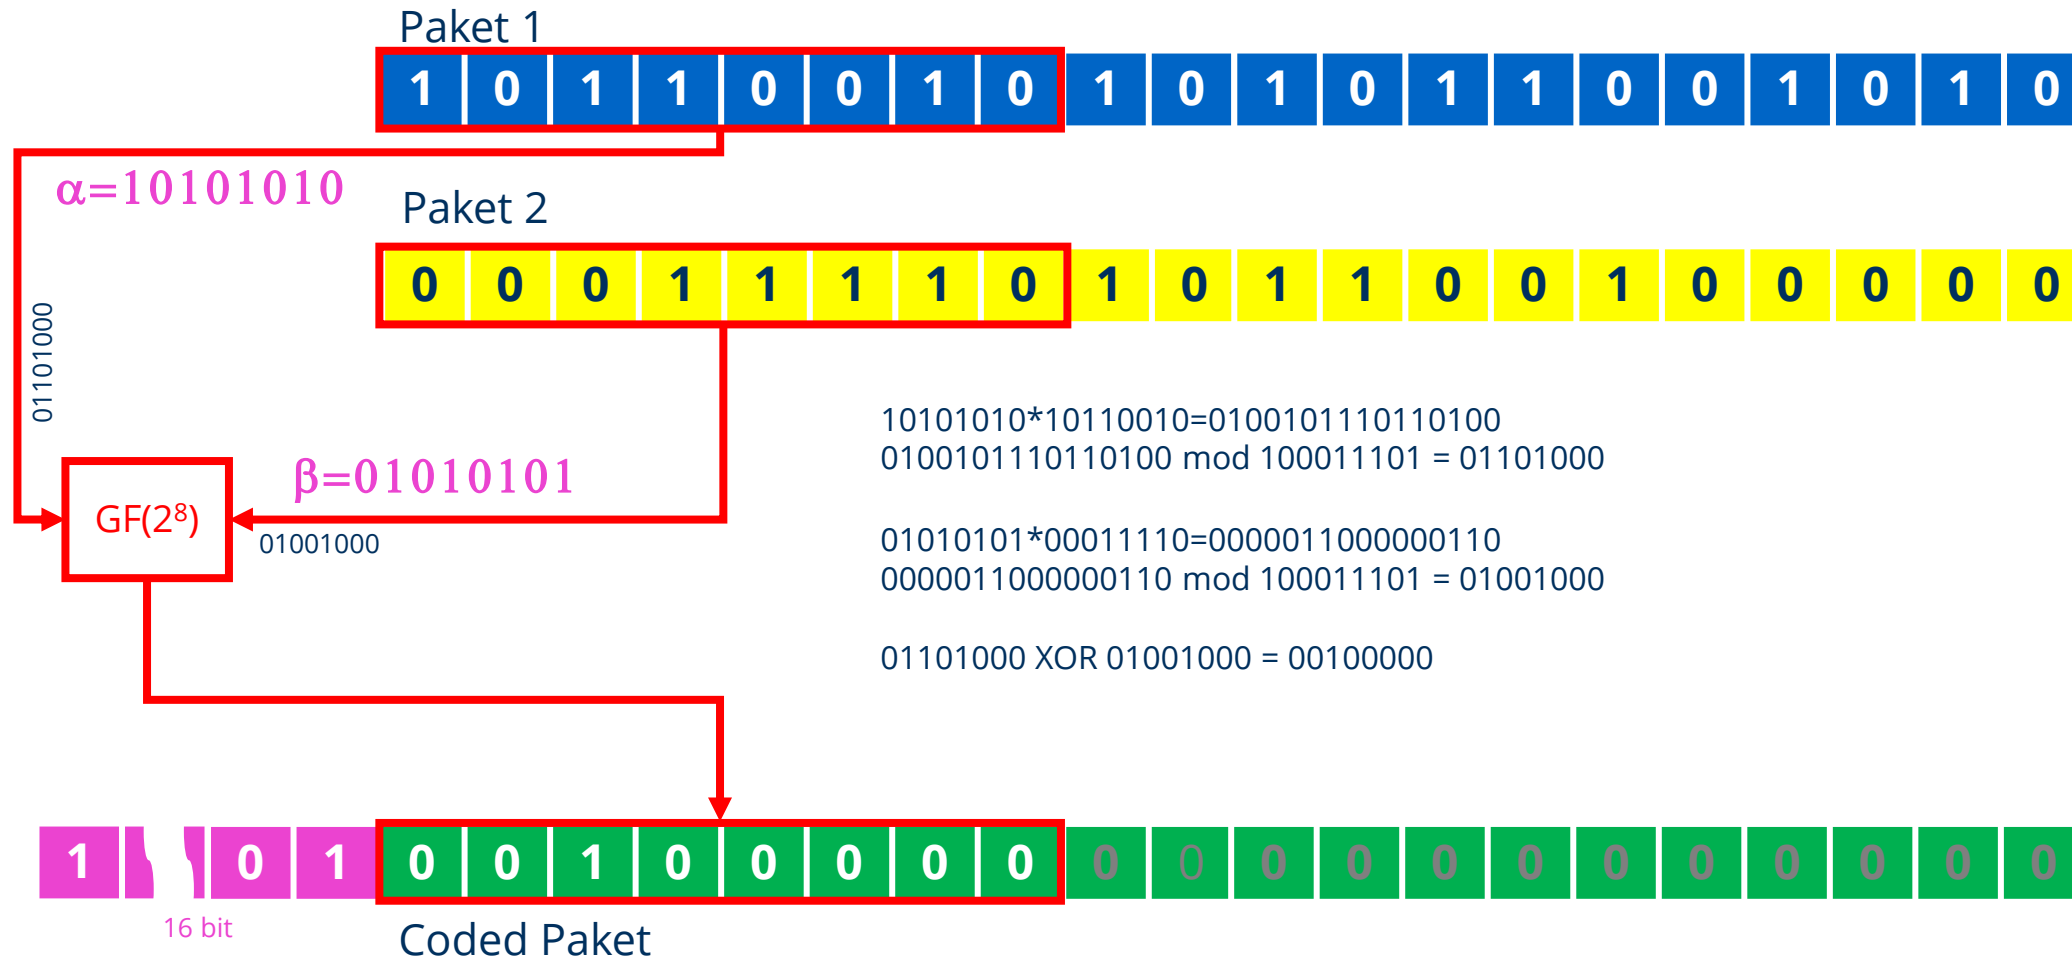 Paket 1
1 0 1 1 0 0 1 0 1 0 1 0 1 1 0 0 1 0 1 0
α=10101010
Paket 2
0 0 0 1 1 1 1 0 1 0 1 1 0 0 1 0 0 0 0 0
01101000
10101010*10110010=0100101110110100
0100101110110100 mod 100011101 = 01101000
β=01010101
GF(2⁸)
01001000
01010101*00011110=0000011000000110
0000011000000110 mod 100011101 = 01001000
01101000 XOR 01001000 = 00100000
1 0 1 0 0 1 0 0 0 0 0 0 0 0 0 0 0 0 0 0 0 0 0
16 bit
Coded Paket